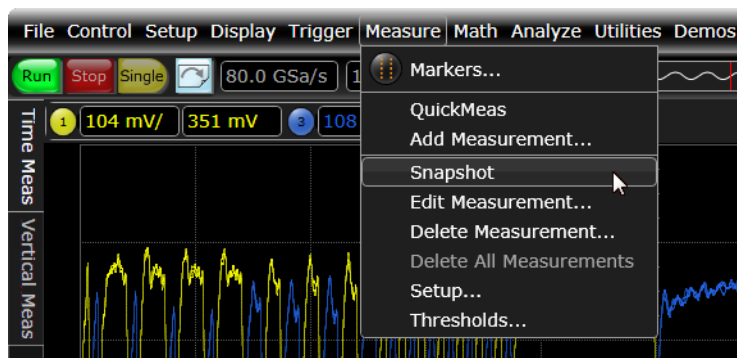 File Control Setup Display Trigger Measure Math Analyze Utilities Demos
Run Stop Single 80.0 GSa/s
Markers...
1 104 mV/ 351 mV 3 108
QuickMeas
Add Measurement...
Snapshot
Edit Measurement...
Delete Measurement...
Delete All Measurements
Setup...
Thresholds...
Time Meas
Vertical Meas